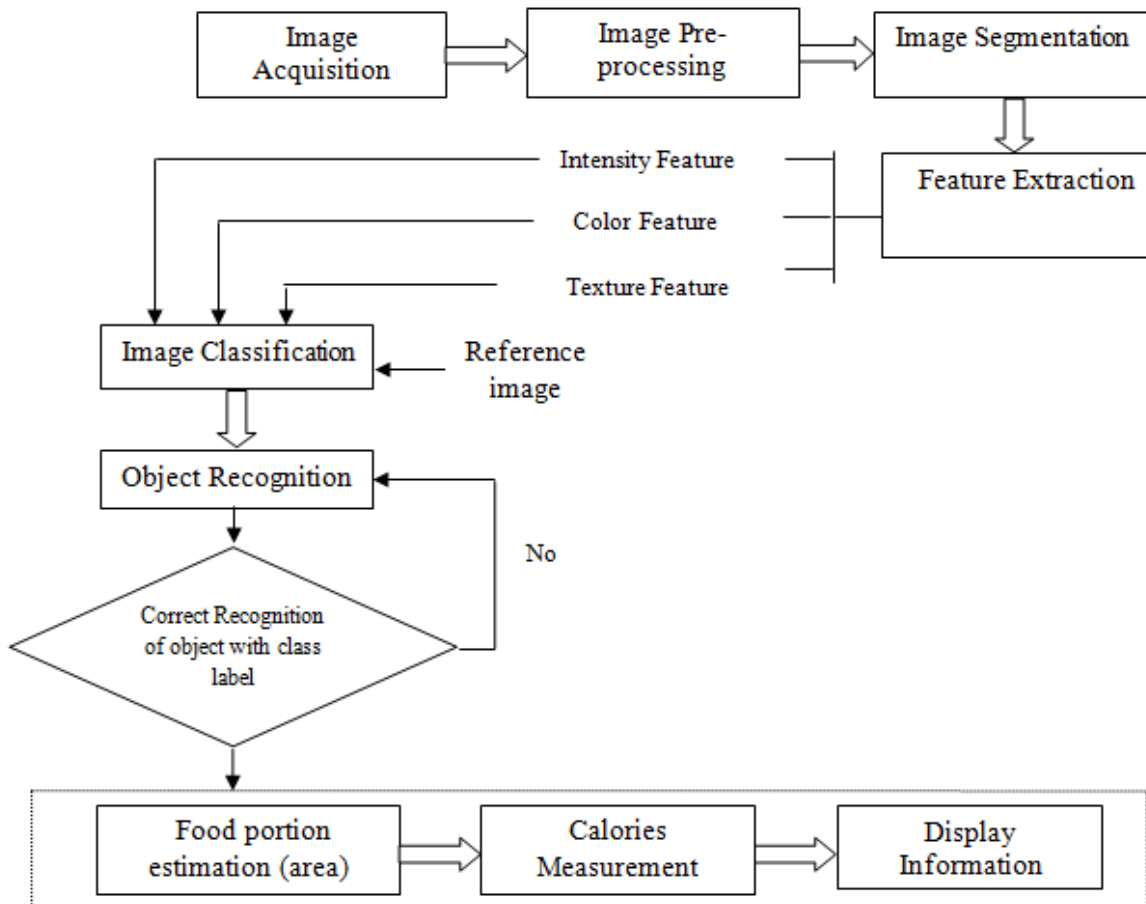 Image
Acquisition
Image Pre-
processing
Image Segmentation
Feature Extraction
Intensity Feature
Color Feature
Texture Feature
Image Classification
Reference
image
Object Recognition
No
Correct Recognition
of object with class
label
Food portion
estimation (area)
Calories
Measurement
Display
Information